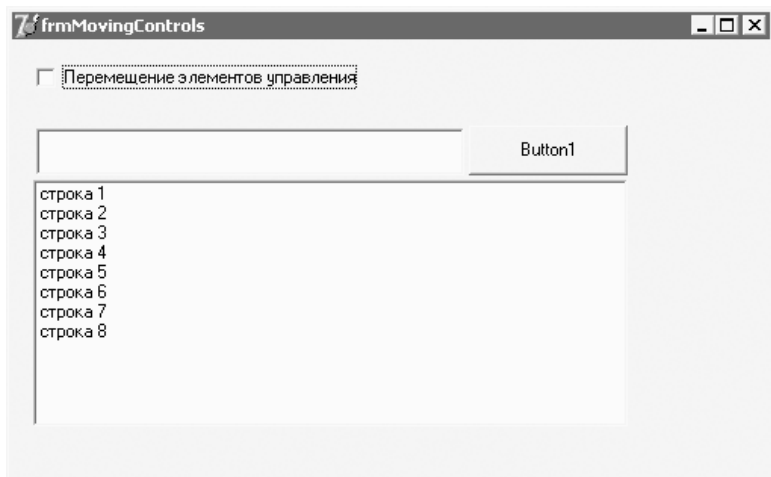 frmMovingControls
Перемещение элементов управления
Button1
строка 1
строка 2
строка 3
строка 4
строка 5
строка 6
строка 7
строка 8